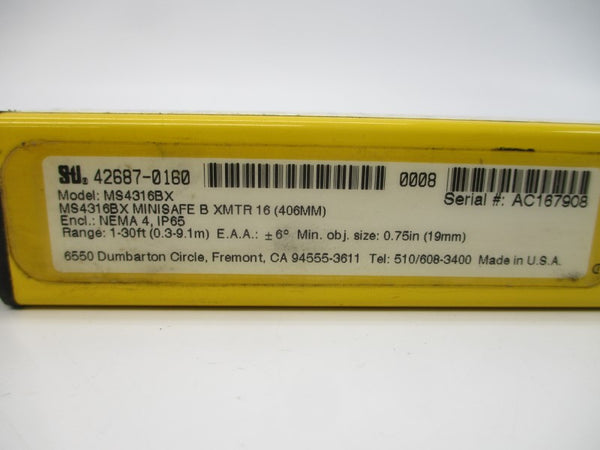 STI® 42687-0160 0008
Serial #: AC167908
Model: MS4316BX
MS4316BX MINISAFE B XMTR 16 (406MM)
Encl.: NEMA 4, IP65
Range: 1-30ft (0.3-9.1m) E.A.A.: ±6° Min. obj. size: 0.75in (19mm)
6550 Dumbarton Circle, Fremont, CA 94555-3611 Tel: 510/608-3400 Made in U.S.A.